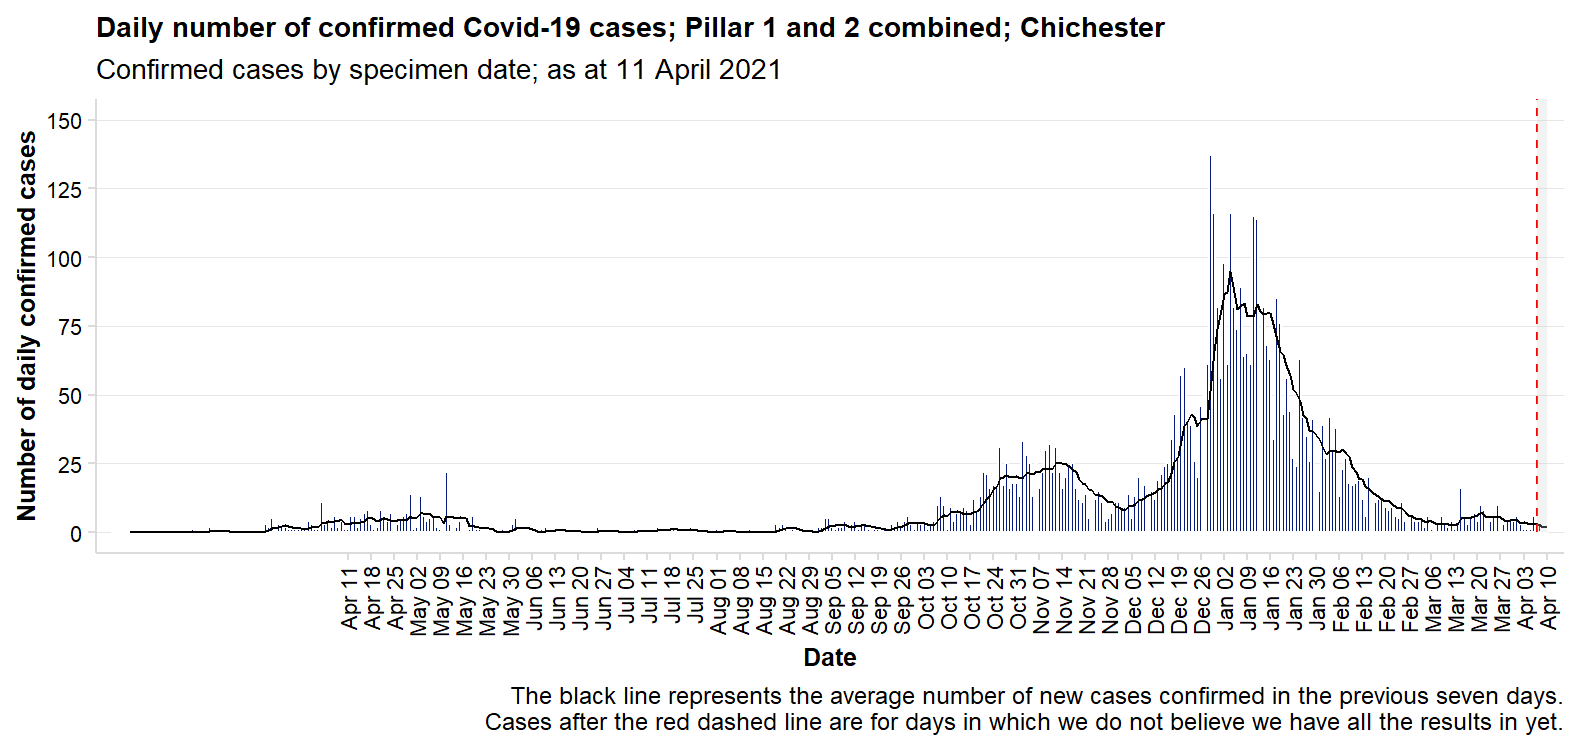 Daily number of confirmed Covid-19 cases; Pillar 1 and 2 combined; Chichester
Confirmed cases by specimen date; as at 11 April 2021
Number of daily confirmed cases
150
125
100
75
50
25
0
Apr 11
Apr 18
Apr 25
May 02
May 09
May 16
May 23
May 30
Jun 06
Jun 13
Jun 20
Jun 27
Jul 04
Jul 11
Jul 18
Jul 25
Aug 01
Aug 08
Aug 15
Aug 22
Aug 29
Sep 05
Sep 12
Sep 19
Sep 26
Oct 03
Oct 10
Oct 17
Oct 24
Oct 31
Nov 07
Nov 14
Nov 21
Nov 28
Dec 05
Dec 12
Dec 19
Dec 26
Jan 02
Jan 09
Jan 16
Jan 23
Jan 30
Feb 06
Feb 13
Feb 20
Feb 27
Mar 06
Mar 13
Mar 20
Mar 27
Apr 03
Apr 10
Date
The black line represents the average number of new cases confirmed in the previous seven days.
Cases after the red dashed line are for days in which we do not believe we have all the results in yet.